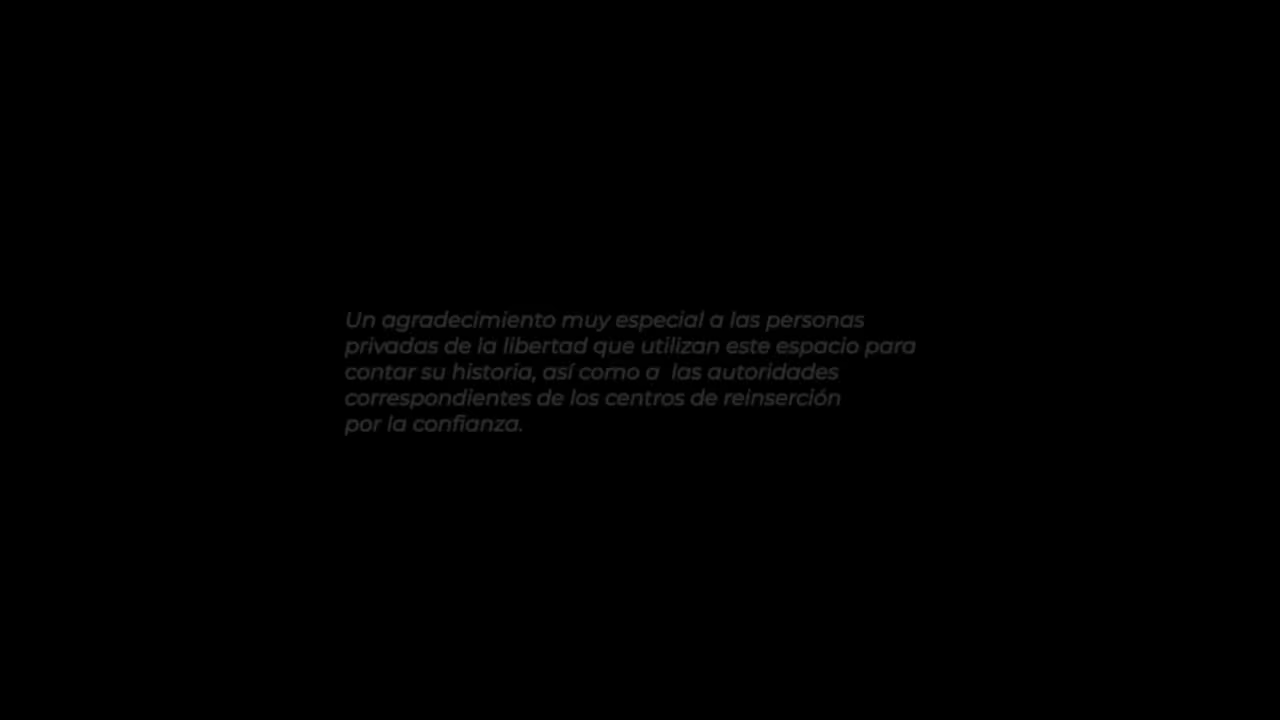 Un agradecimiento muy especial a las personas
privadas de la libertad que utilizan este espacio para
contar su historia, así como a  las autoridades
correspondientes de los centros de reinserción
por la confianza.